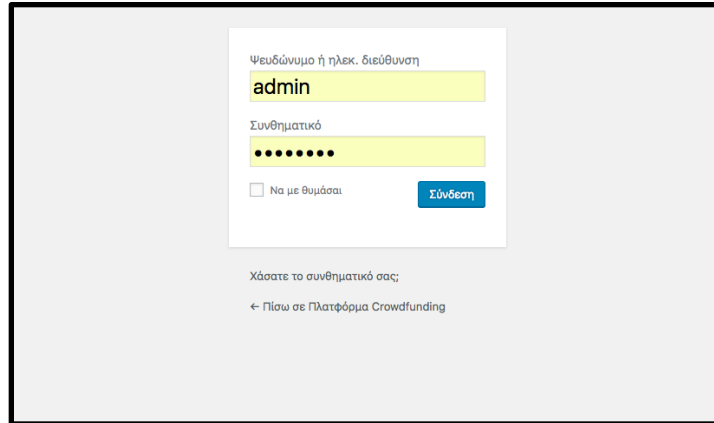 Ψευδώνυμο ή ηλεκ. διεύθυνση
admin
Συνθηματικό
●●●●●●●●
Να με θυμάσαι
Σύνδεση
Χάσατε το συνθηματικό σας;
← Πίσω σε Πλατφόρμα Crowdfunding